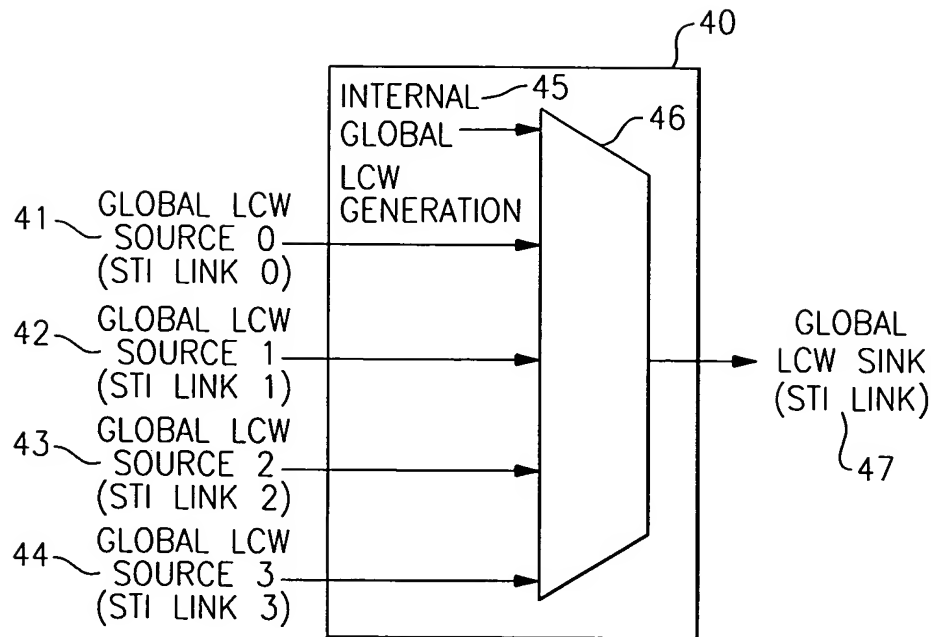 40
INTERNAL 45
GLOBAL 46
LCW
GENERATION
41 GLOBAL LCW
SOURCE 0
(STI LINK 0)
42 GLOBAL LCW
SOURCE 1
(STI LINK 1)
43 GLOBAL LCW
SOURCE 2
(STI LINK 2)
44 GLOBAL LCW
SOURCE 3
(STI LINK 3)
GLOBAL
LCW SINK
(STI LINK)
47